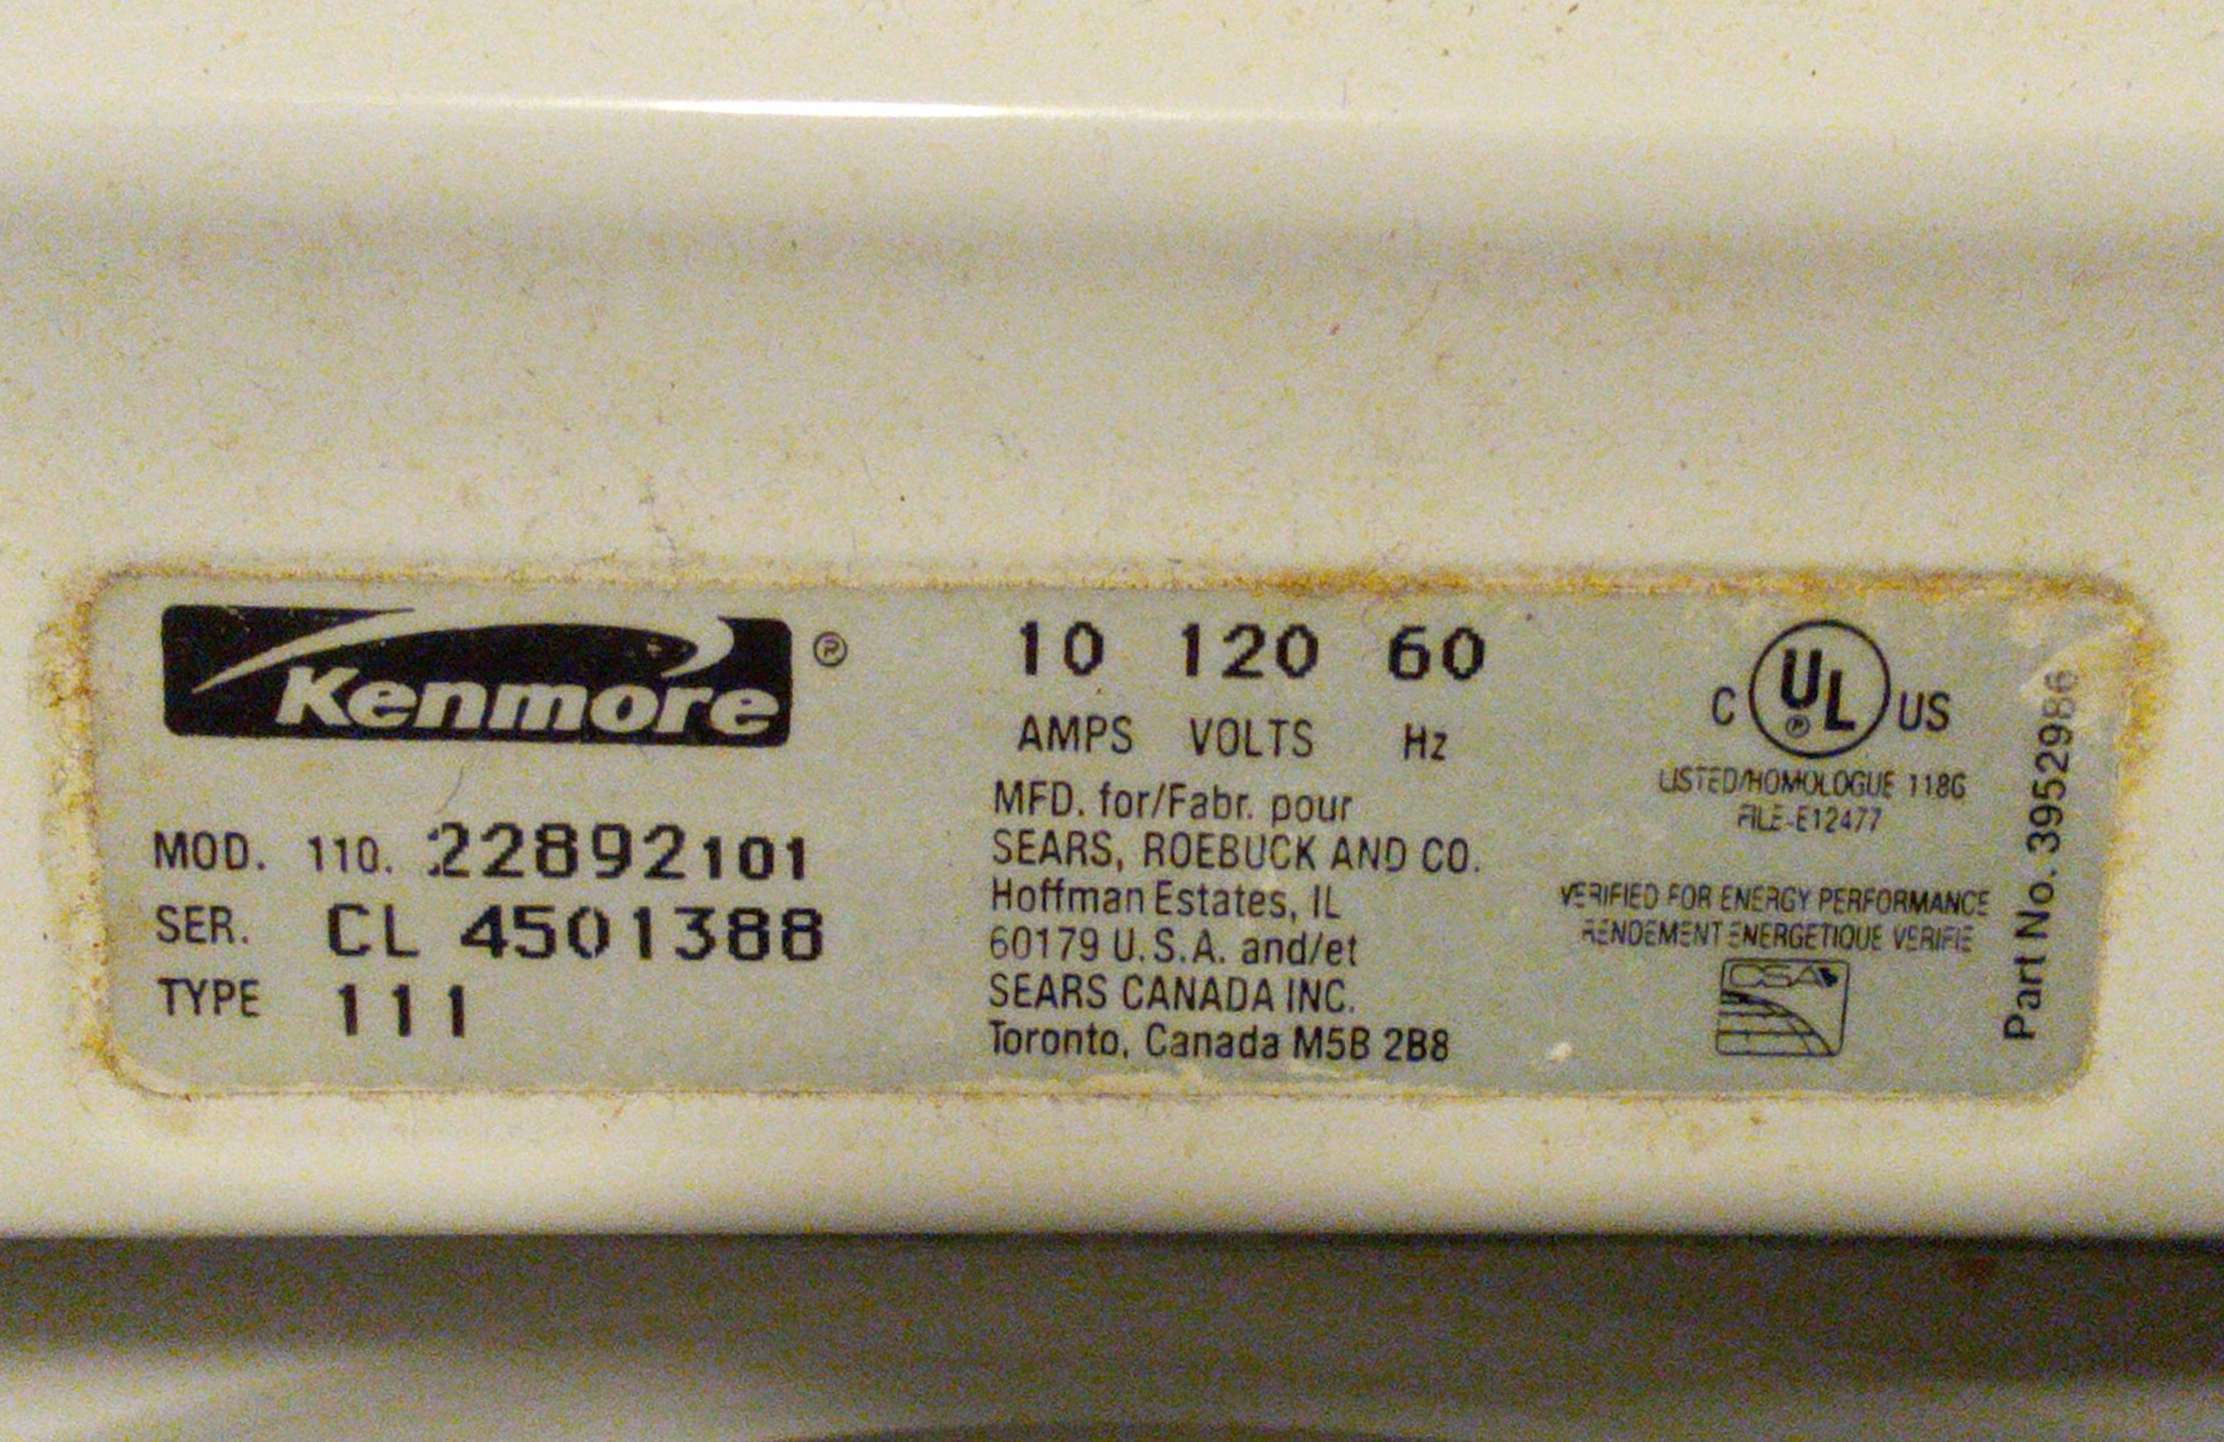 Kenmore ®
MOD. 110. 22892101
SER. CL 4501388
TYPE 111
10 120 60
AMPS VOLTS Hz
MFD. for/Fabr. pour
SEARS, ROEBUCK AND CO.
Hoffman Estates, IL
60179 U.S.A. and/et
SEARS CANADA INC.
Toronto, Canada M5B 2B8
C UL ® US
LISTED/HOMOLOGUE 118G
FILE-E12477
VERIFIED FOR ENERGY PERFORMANCE
RENDEMENT ENERGETIQUE VERIFIE
CSA
Part No. 3952986